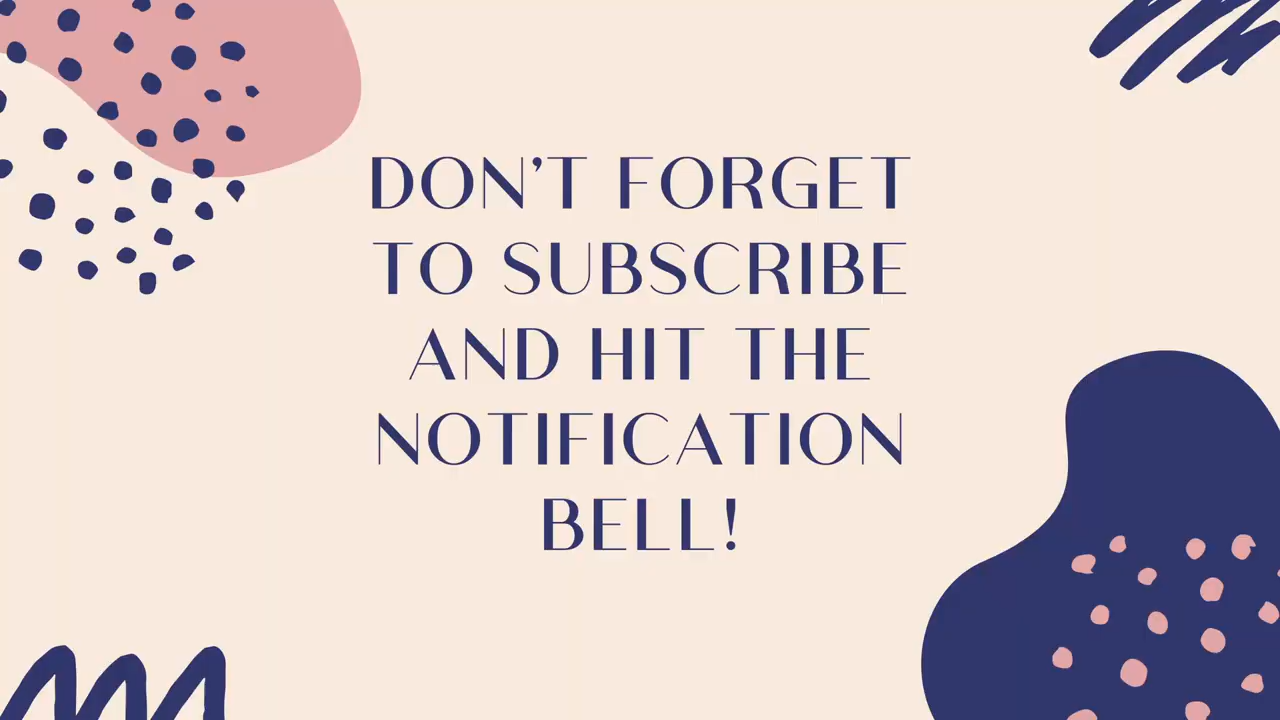 DON'T FORGET
TO SUBSCRIBE
AND HIT THE
NOTIFICATION
BELL!